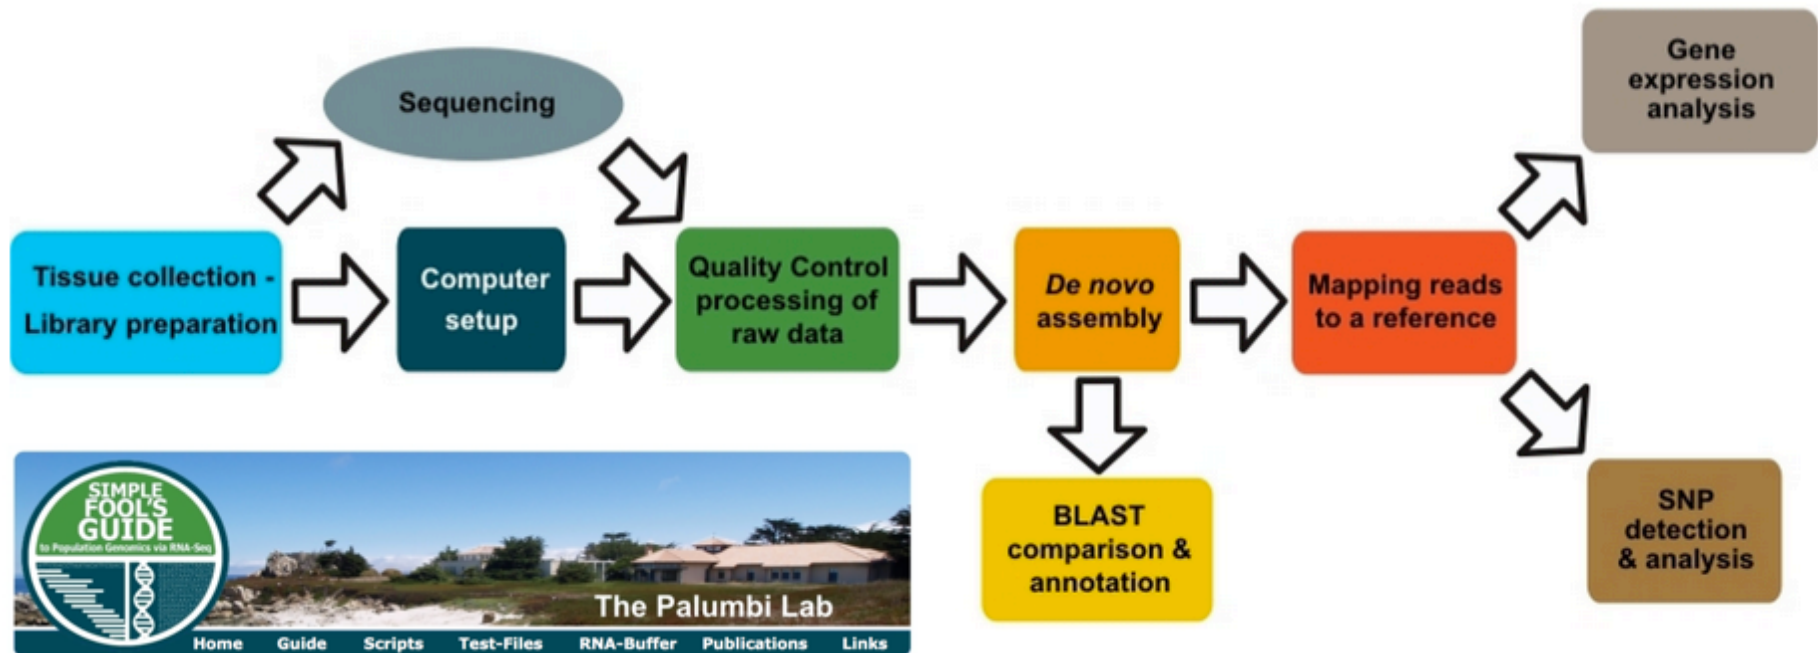 Sequencing
Gene
expression
analysis
Tissue collection -
Library preparation
Computer
setup
Quality Control
processing of
raw data
De novo
assembly
Mapping reads
to a reference
BLAST
comparison &
annotation
SNP
detection
& analysis
SIMPLE
FOOL'S
GUIDE
to Population Genomics via RNA-Seq
The Palumbi Lab
Home Guide Scripts Test-Files RNA-Buffer Publications Links